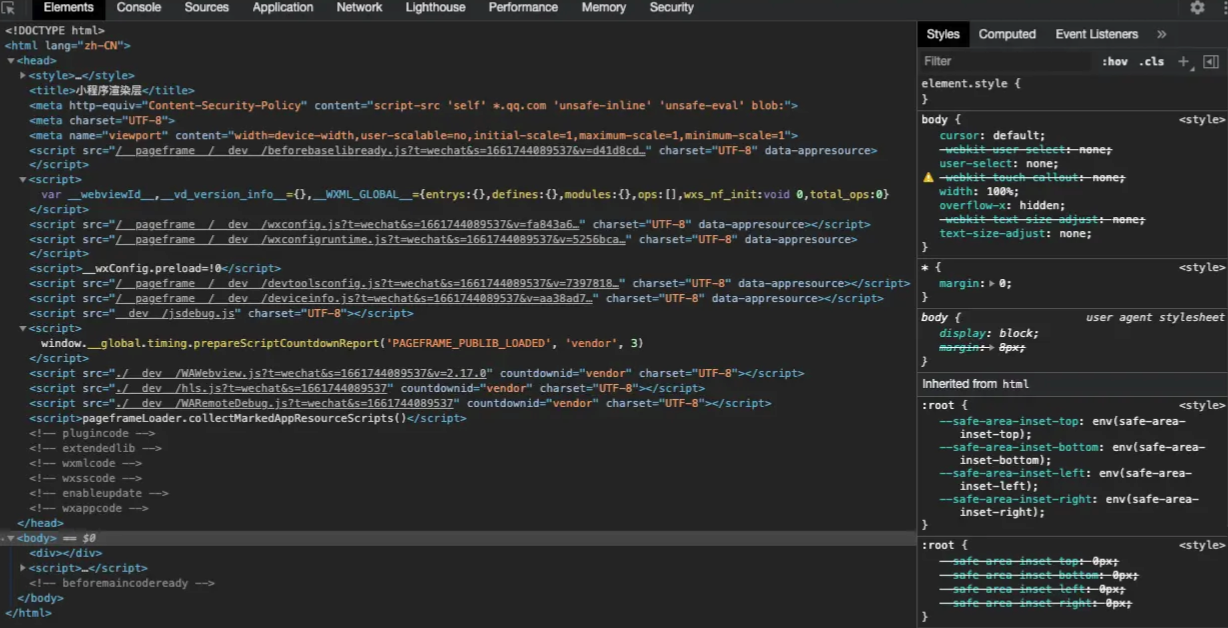 Elements Console Sources Application Network Lighthouse Performance Memory Security
<!DOCTYPE html>
<html lang="zh-CN">
<head>
<style>…</style>
<title>小程序渲染层</title>
<meta http-equiv="Content-Security-Policy" content="script-src 'self' *.qq.com 'unsafe-inline' 'unsafe-eval' blob:">
<meta charset="UTF-8">
<meta name="viewport" content="width=device-width,user-scalable=no,initial-scale=1,maximum-scale=1,minimum-scale=1">
<script src="/__pageframe__/__dev__/beforebaselibready.js?t=wechat&s=1661744089537&v=d41d8cd…" charset="UTF-8" data-appresource>
</script>
<script>
var __webviewId__,__vd_version_info__={},__WXML_GLOBAL__={entrys:{},defines:{},modules:{},ops:[],wxs_nf_init:void 0,total_ops:0}
</script>
<script src="/__pageframe__/__dev__/wxconfig.js?t=wechat&s=1661744089537&v=fa843a6…" charset="UTF-8" data-appresource></script>
<script src="/__pageframe__/__dev__/wxconfigruntime.js?t=wechat&s=1661744089537&v=5256bca…" charset="UTF-8" data-appresource>
</script>
<script>__wxConfig.preload=!0</script>
<script src="/__pageframe__/__dev__/devtoolsconfig.js?t=wechat&s=1661744089537&v=7397818…" charset="UTF-8" data-appresource></script>
<script src="/__pageframe__/__dev__/deviceinfo.js?t=wechat&s=1661744089537&v=aa38ad7…" charset="UTF-8" data-appresource></script>
<script src="__dev__/jsdebug.js" charset="UTF-8"></script>
<script>
window.__global.timing.prepareScriptCountdownReport('PAGEFRAME_PUBLIB_LOADED', 'vendor', 3)
</script>
<script src="./__dev__/WAWebview.js?t=wechat&s=1661744089537&v=2.17.0" countdownid="vendor" charset="UTF-8"></script>
<script src="./__dev__/hls.js?t=wechat&s=1661744089537" countdownid="vendor" charset="UTF-8"></script>
<script src="./__dev__/WARemoteDebug.js?t=wechat&s=1661744089537" countdownid="vendor" charset="UTF-8"></script>
<script>pageframeLoader.collectMarkedAppResourceScripts()</script>
<!-- plugincode -->
<!-- extendedlib -->
<!-- wxmlcode -->
<!-- wxsscode -->
<!-- enableupdate -->
<!-- wxappcode -->
</head>
<body> == $0
<div></div>
<script>…</script>
<!-- beforemaincodeready -->
</body>
</html>
Styles Computed Event Listeners »
Filter :hov .cls +
element.style {
}
body { <style>
cursor: default;
-webkit-user-select: none;
user-select: none;
-webkit-touch-callout: none;
width: 100%;
overflow-x: hidden;
-webkit-text-size-adjust: none;
text-size-adjust: none;
}
* { <style>
margin: 0;
}
body { user agent stylesheet
display: block;
margin: 8px;
}
Inherited from html
:root { <style>
--safe-area-inset-top: env(safe-area-
inset-top);
--safe-area-inset-bottom: env(safe-area-
inset-bottom);
--safe-area-inset-left: env(safe-area-
inset-left);
--safe-area-inset-right: env(safe-area-
inset-right);
}
:root { <style>
--safe-area-inset-top: 0px;
--safe-area-inset-bottom: 0px;
--safe-area-inset-left: 0px;
--safe-area-inset-right: 0px;
}